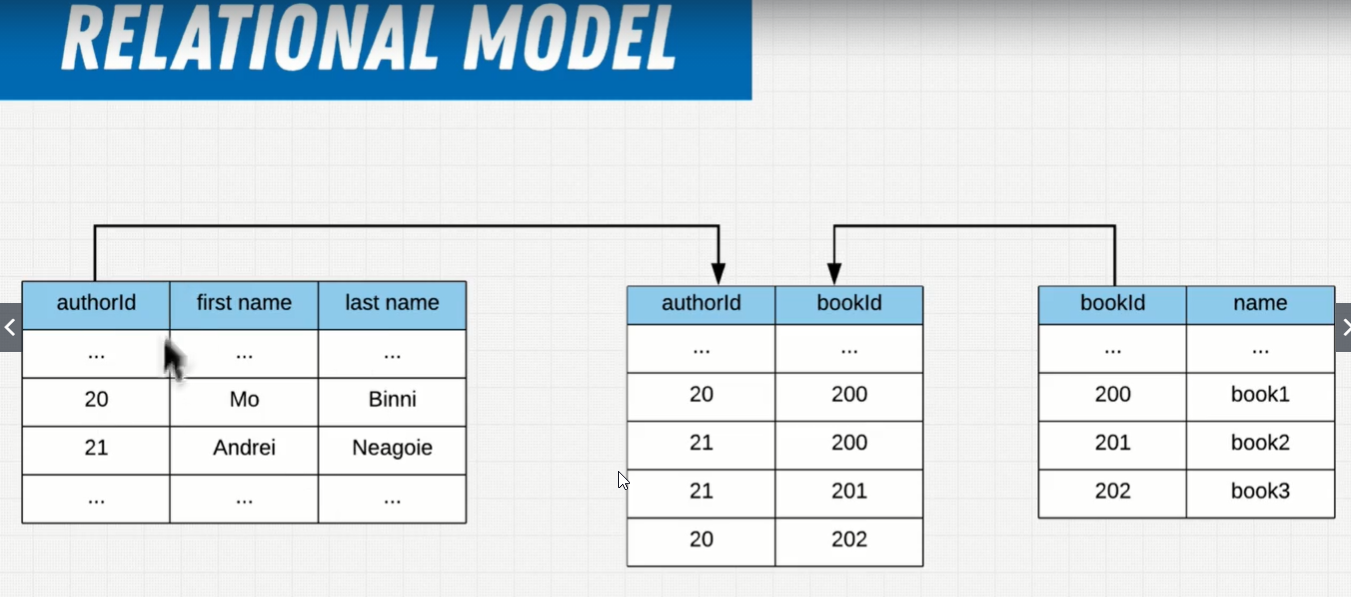 RELATIONAL MODEL
authorId first name last name
... ... ...
20 Mo Binni
21 Andrei Neagoie
... ... ...
authorId bookId
... ...
20 200
21 200
21 201
20 202
bookId name
... ...
200 book1
201 book2
202 book3